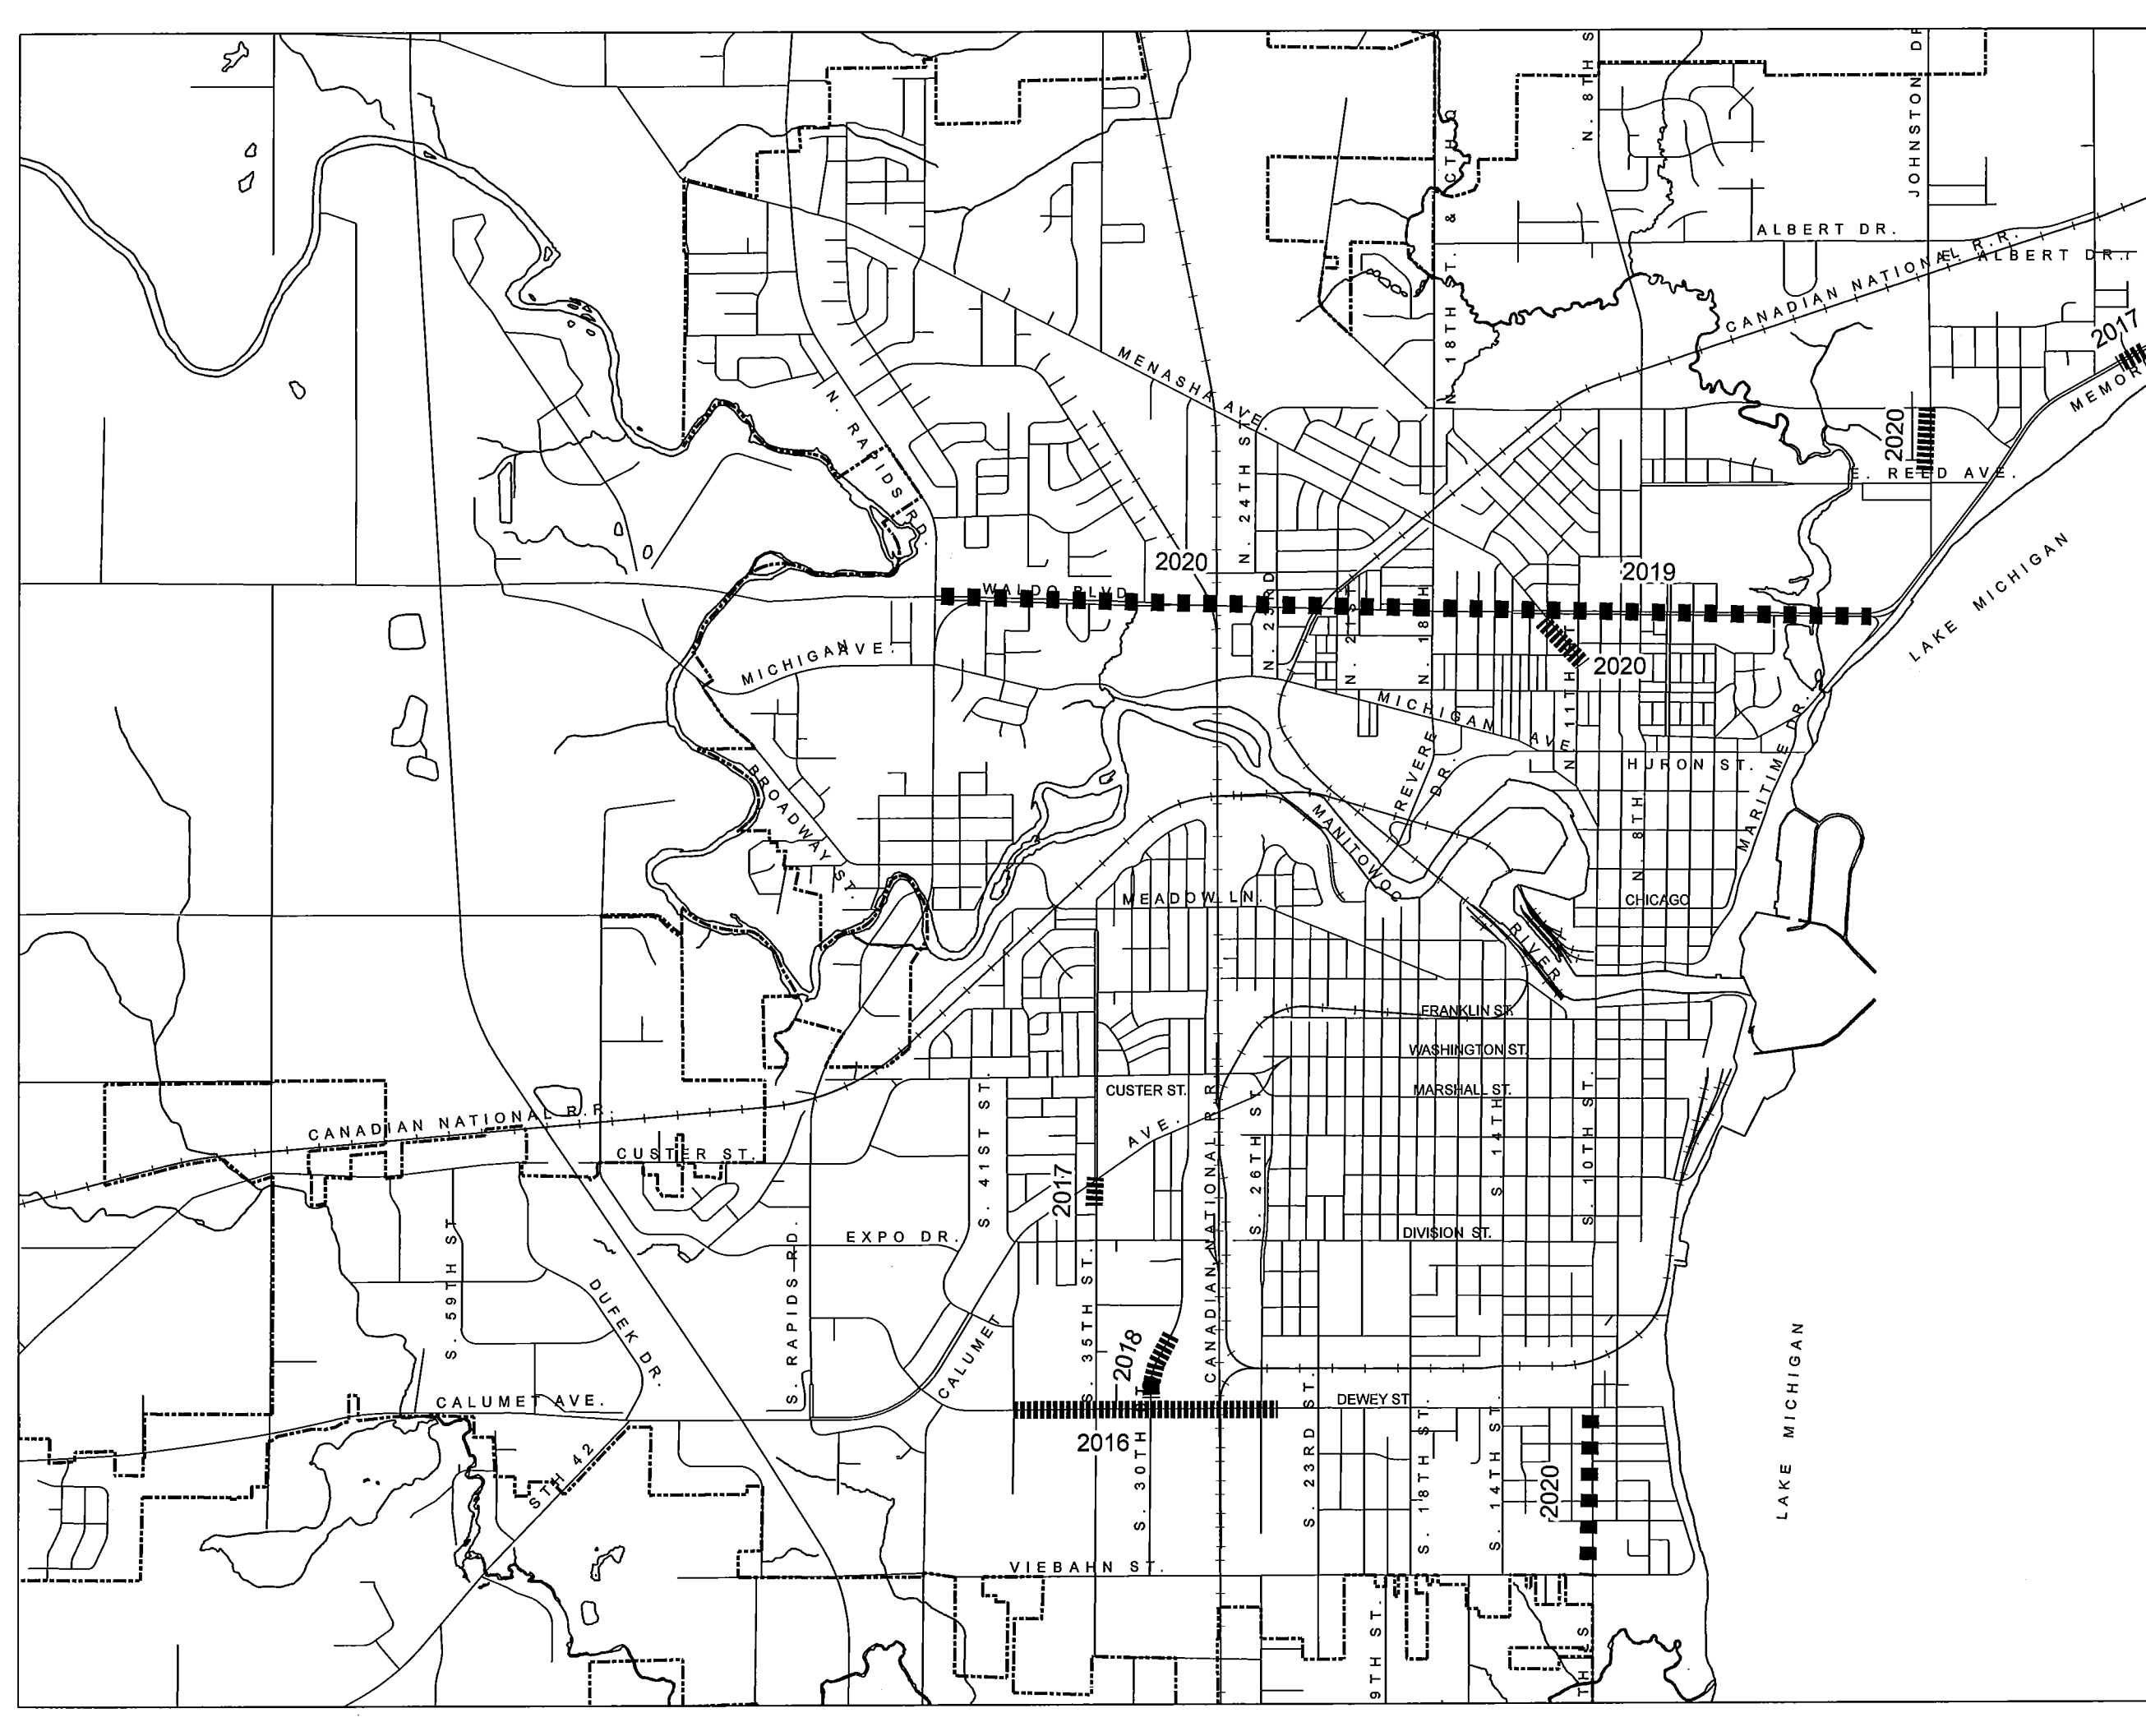 N. 8TH S
JOHNSTON DR
N. 18TH ST. & CTH Q
ALBERT DR.
CANADIAN NATIONAL R.R.
E. ALBERT DR.
2017
MEMOR
MENASHA AVE.
N. RAPIDS RD.
N. 24TH ST.
2020
E. REED AVE.
2020
2019
WALDO BLVD.
LAKE MICHIGAN
N. 23RD
N. 21ST
N. 18TH
2020
MICHIGAN AVE.
MICHIGAN AVE.
N 11TH
REVERE DR.
HURON ST.
MARITIME DR.
BROADWAY ST.
MANITOWOC
RIVER
N. 8TH
CHICAGO
MEADOW LN.
FRANKLIN ST.
WASHINGTON ST.
CUSTER ST.
MARSHALL ST.
CANADIAN NATIONAL R.R.
CUSTER ST.
S. 41ST ST.
AVE.
CANADIAN NATIONAL R.R.
S. 26TH ST.
S. 14TH
S. 10TH ST.
2017
DIVISION ST.
EXPO DR.
S. 59TH ST.
DUFEK DR.
S. RAPIDS RD.
S. 35TH ST.
CALUMET
2018
LAKE MICHIGAN
CALUMET AVE.
DEWEY ST.
2016
S. 30TH ST.
S. 23RD ST.
S. 18TH ST.
S. 14TH ST.
2020
STH 42
VIEBAHN ST.
9TH ST.
TH S